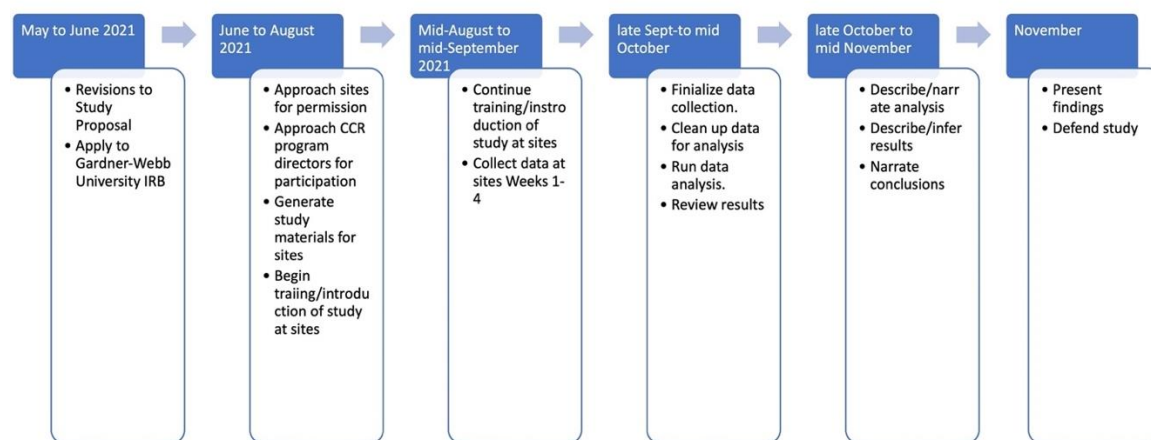 May to June 2021
• Revisions to
Study
Proposal
• Apply to
Gardner-Webb
University IRB
June to August
2021
• Approach sites
for permission
• Approach CCR
program
directors for
participation
• Generate
study
materials for
sites
• Begin
traiing/introdu
ction of study
at sites
Mid-August to
mid-September
2021
• Continue
training/instro
duction of
study at sites
• Collect data at
sites Weeks 1-
4
late Sept-to mid
October
• Finialize data
collection.
• Clean up data
for analysis
• Run data
analysis.
• Review results
late October to
mid November
• Describe/narr
ate analysis
• Describe/infer
results
• Narrate
conclusions
November
• Present
findings
• Defend study